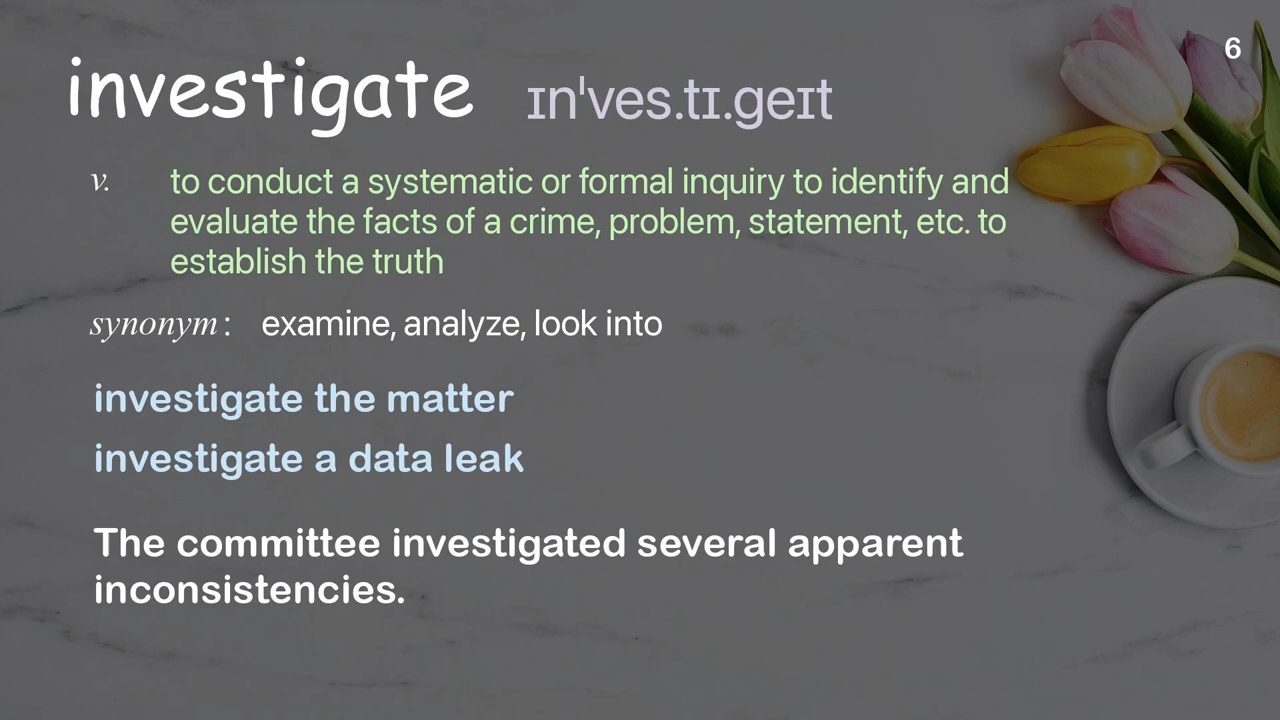 6
investigate ɪnˈves.tɪ.ɡeɪt
v. to conduct a systematic or formal inquiry to identify and
evaluate the facts of a crime, problem, statement, etc. to
establish the truth
synonym: examine, analyze, look into
investigate the matter
investigate a data leak
The committee investigated several apparent
inconsistencies.